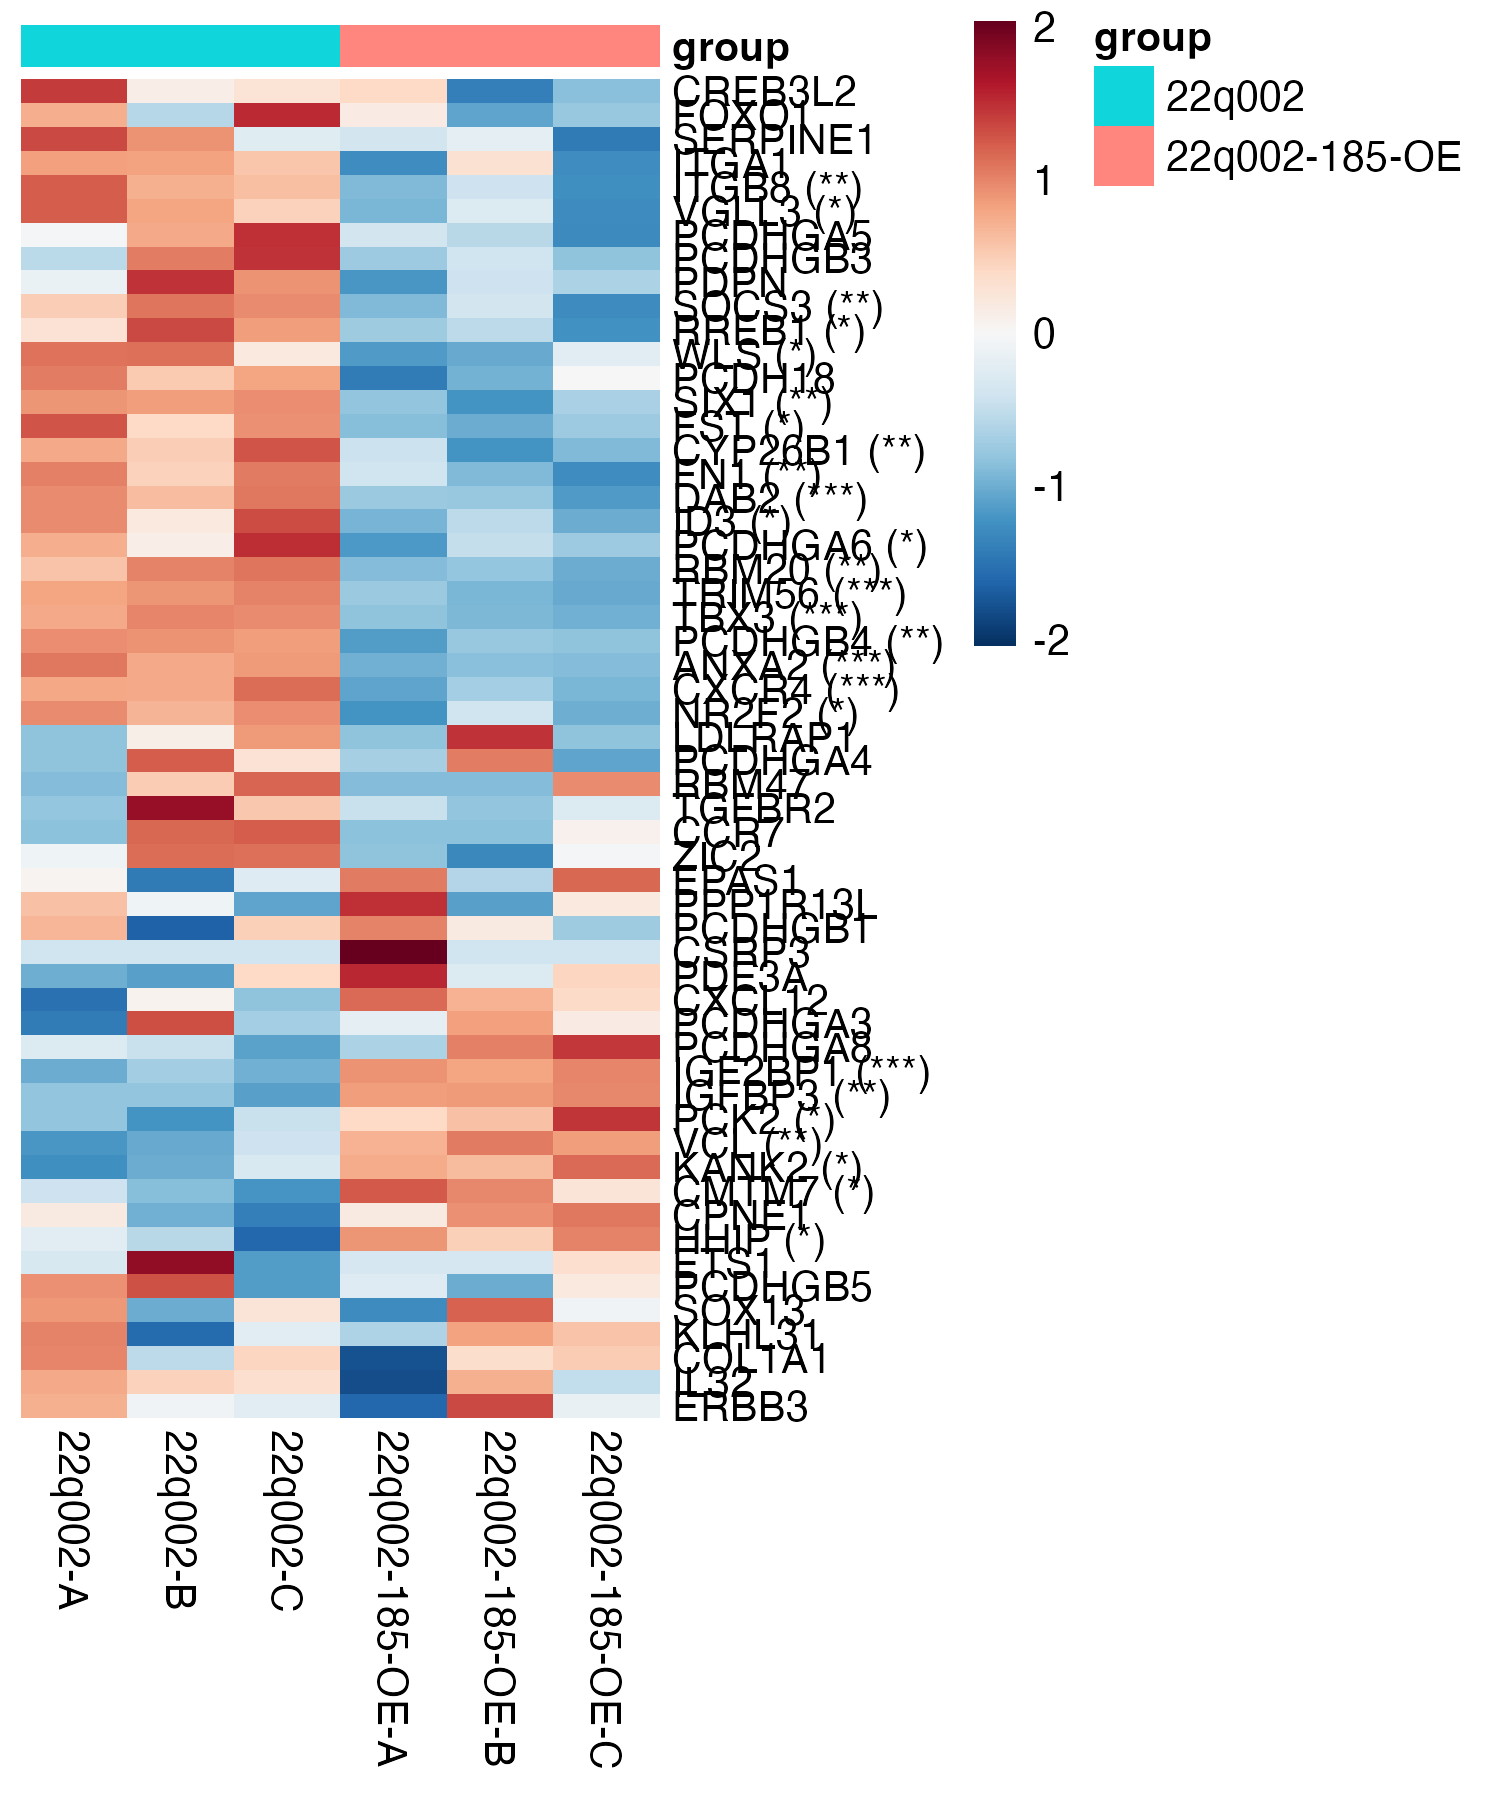 group
CREB3L2
FOXO1
SERPINE1
ITGA1
ITGB8 (**)
VGLL3 (*)
PCDHGA5
PCDHGB3
PDPN
SOCS3 (**)
RREB1 (*)
WLS (*)
PCDH18
SIX1 (**)
FST (*)
CYP26B1 (**)
FN1 (**)
DAB2 (***)
ID3 (*)
PCDHGA6 (*)
RBM20 (**)
TRIM56 (***)
TBX3 (***)
PCDHGB4 (**)
ANXA2 (***)
CXCR4 (***)
NR2F2 (*)
LDLRAP1
PCDHGA4
RBM47
TGFBR2
CCR7
ZIC2
EPAS1
PPP1R13L
PCDHGB1
CSRP3
PDE3A
CXCL12
PCDHGA3
PCDHGA8
IGF2BP1 (***)
IGFBP3 (**)
PCK2 (*)
VCL (**)
KANK2 (*)
CMTM7 (*)
CPNE1
HHIP (*)
ETS1
PCDHGB5
SOX13
KLHL31
COL1A1
IL32
ERBB3
22q002-A
22q002-B
22q002-C
22q002-185-OE-A
22q002-185-OE-B
22q002-185-OE-C
2
1
0
-1
-2
group
22q002
22q002-185-OE